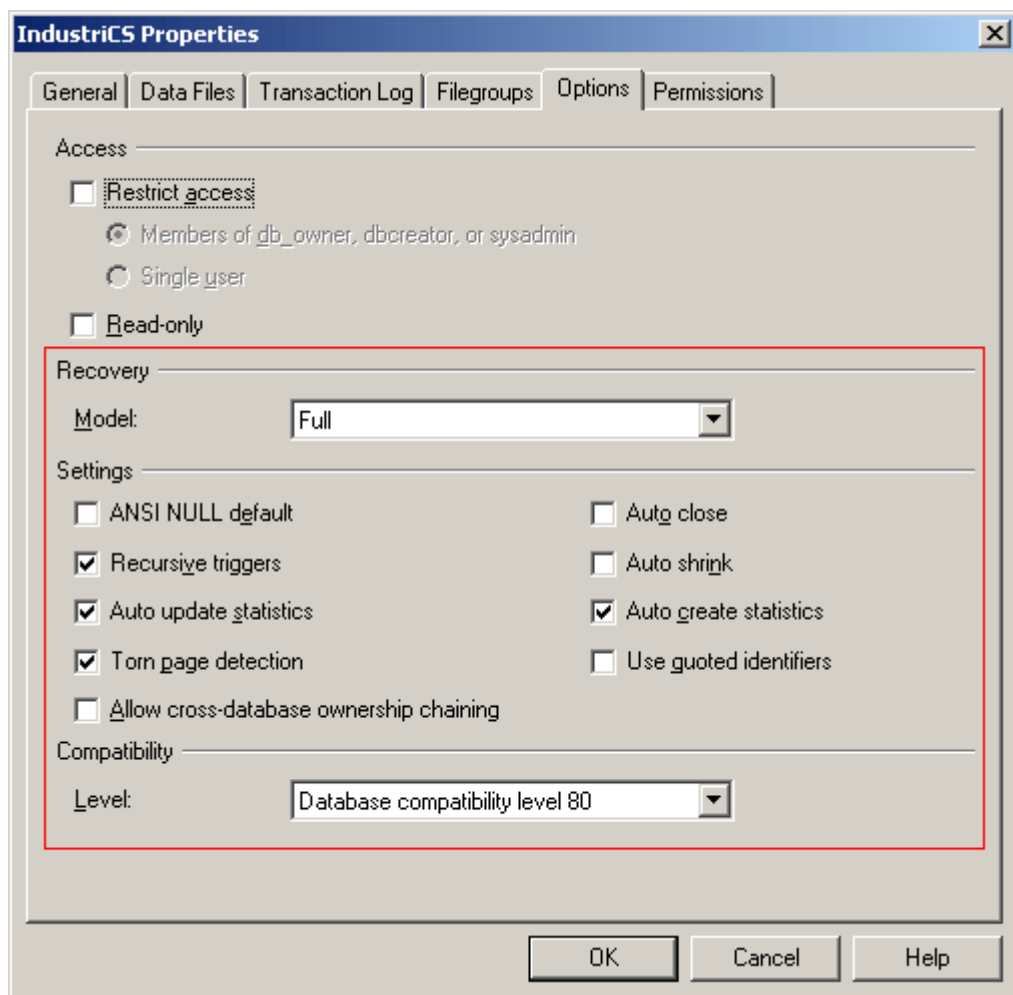 IndustriCS Properties
General Data Files Transaction Log Filegroups Options Permissions
Access
Restrict access
Members of db_owner, dbcreator, or sysadmin
Single user
Read-only
Recovery
Model: Full
Settings
ANSI NULL default Auto close
Recursive triggers Auto shrink
Auto update statistics Auto create statistics
Torn page detection Use quoted identifiers
Allow cross-database ownership chaining
Compatibility
Level: Database compatibility level 80
OK Cancel Help